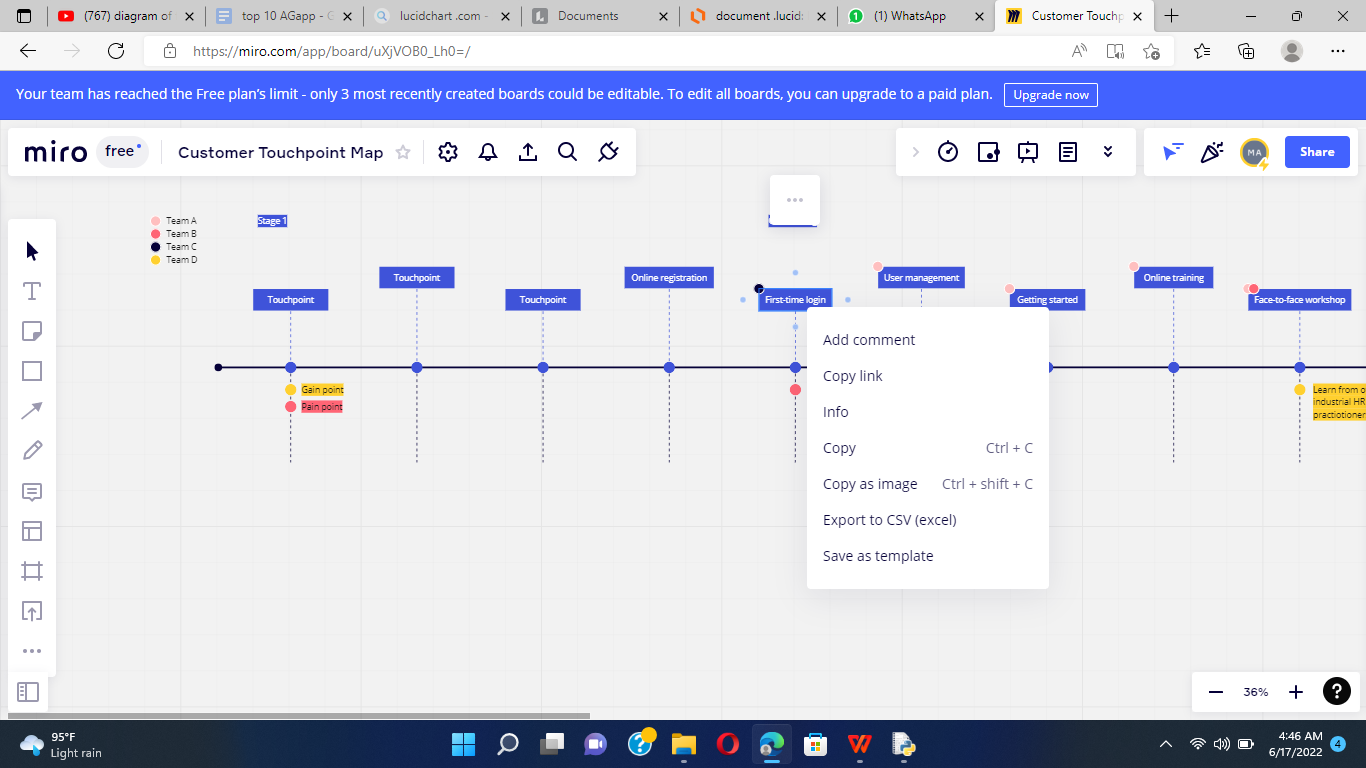 (767) diagram of
top 10 AGapp - G
lucidchart .com -
Documents
document .lucid
(1) WhatsApp
Customer Touchp
https://miro.com/app/board/uXjVOB0_Lh0=/
Your team has reached the Free plan's limit - only 3 most recently created boards could be editable. To edit all boards, you can upgrade to a paid plan.
Upgrade now
miro
free
Customer Touchpoint Map
MA
Share
Team A
Team B
Team C
Team D
Stage 1
Touchpoint
Online registration
User management
Online training
Touchpoint
Touchpoint
First-time login
Getting started
Face-to-face workshop
Gain point
Pain point
Learn from o
industrial HR
practiotioner
Add comment
Copy link
Info
Copy Ctrl + C
Copy as image Ctrl + shift + C
Export to CSV (excel)
Save as template
36%
95°F
Light rain
4:46 AM
6/17/2022
4